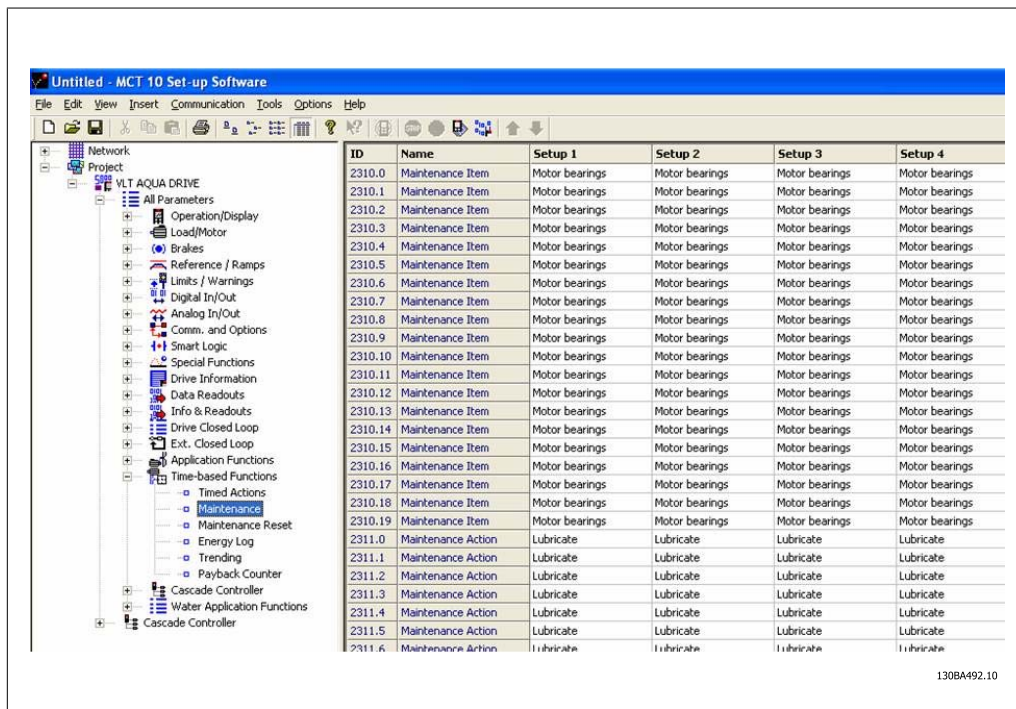 Untitled - MCT 10 Set-up Software
File Edit View Insert Communication Tools Options Help
Network
Project
VLT AQUA DRIVE
All Parameters
Operation/Display
Load/Motor
Brakes
Reference / Ramps
Limits / Warnings
Digital In/Out
Analog In/Out
Comm. and Options
Smart Logic
Special Functions
Drive Information
Data Readouts
Info & Readouts
Drive Closed Loop
Ext. Closed Loop
Application Functions
Time-based Functions
Timed Actions
Maintenance
Maintenance Reset
Energy Log
Trending
Payback Counter
Cascade Controller
Water Application Functions
Cascade Controller
ID Name Setup 1 Setup 2 Setup 3 Setup 4
2310.0 Maintenance Item Motor bearings Motor bearings Motor bearings Motor bearings
2310.1 Maintenance Item Motor bearings Motor bearings Motor bearings Motor bearings
2310.2 Maintenance Item Motor bearings Motor bearings Motor bearings Motor bearings
2310.3 Maintenance Item Motor bearings Motor bearings Motor bearings Motor bearings
2310.4 Maintenance Item Motor bearings Motor bearings Motor bearings Motor bearings
2310.5 Maintenance Item Motor bearings Motor bearings Motor bearings Motor bearings
2310.6 Maintenance Item Motor bearings Motor bearings Motor bearings Motor bearings
2310.7 Maintenance Item Motor bearings Motor bearings Motor bearings Motor bearings
2310.8 Maintenance Item Motor bearings Motor bearings Motor bearings Motor bearings
2310.9 Maintenance Item Motor bearings Motor bearings Motor bearings Motor bearings
2310.10 Maintenance Item Motor bearings Motor bearings Motor bearings Motor bearings
2310.11 Maintenance Item Motor bearings Motor bearings Motor bearings Motor bearings
2310.12 Maintenance Item Motor bearings Motor bearings Motor bearings Motor bearings
2310.13 Maintenance Item Motor bearings Motor bearings Motor bearings Motor bearings
2310.14 Maintenance Item Motor bearings Motor bearings Motor bearings Motor bearings
2310.15 Maintenance Item Motor bearings Motor bearings Motor bearings Motor bearings
2310.16 Maintenance Item Motor bearings Motor bearings Motor bearings Motor bearings
2310.17 Maintenance Item Motor bearings Motor bearings Motor bearings Motor bearings
2310.18 Maintenance Item Motor bearings Motor bearings Motor bearings Motor bearings
2310.19 Maintenance Item Motor bearings Motor bearings Motor bearings Motor bearings
2311.0 Maintenance Action Lubricate Lubricate Lubricate Lubricate
2311.1 Maintenance Action Lubricate Lubricate Lubricate Lubricate
2311.2 Maintenance Action Lubricate Lubricate Lubricate Lubricate
2311.3 Maintenance Action Lubricate Lubricate Lubricate Lubricate
2311.4 Maintenance Action Lubricate Lubricate Lubricate Lubricate
2311.5 Maintenance Action Lubricate Lubricate Lubricate Lubricate
2311.6 Maintenance Action Lubricate Lubricate Lubricate Lubricate
130BA492.10